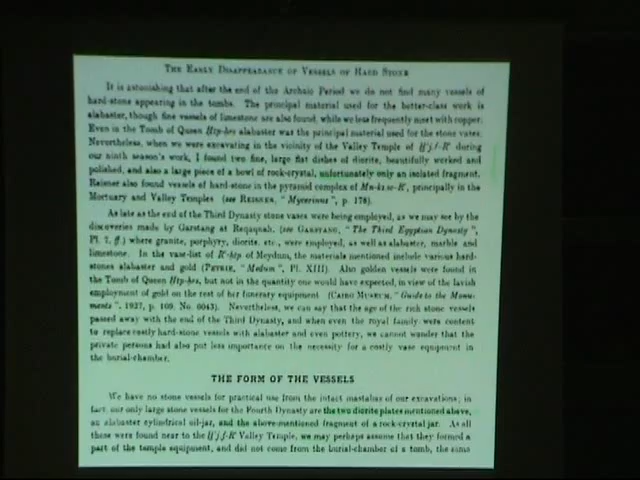 THE EARLY DISAPPEARANCE OF VESSELS OF HARD STONE
It is astonishing that after the end of the Archaic Period we do not find many vessels of
hard-stone appearing in the tombs. The principal material used for the better-class work is
alabaster, though fine vessels of limestone are also found, while we less frequently meet with copper.
Even in the Tomb of Queen Htp-hrs alabaster was the principal material used for the stone vases.
Nevertheless, when we were excavating in the vicinity of the Valley Temple of during
our ninth season's work, I found two fine, large flat dishes of diorite, beautifully worked and
polished, and also a large piece of a bowl of rock-crystal, unfortunately only an isolated fragment.
Reisner also found vessels of hard-stone in the pyramid complex at principally in the
Mortuary and Valley Temples (see REISNER, "Mycerinus", p. 178).
As late as the end of the Third Dynasty stone vases were being employed, as we may see by the
discoveries made by Garstang at Reqaqnah. (see GARSTANG, "The Third Egyptian Dynasty",
Pl. 7, ff.) where granite, porphyry, diorite, etc., were employed, as well as alabaster, marble and
limestone. In the vase-list of R'-htp of Meydum, the materials mentioned include various hard-
stones alabaster and gold (PETRIE, "Medum", Pl. XIII). Also golden vessels were found in
the Tomb of Queen Htp-hrs, but not in the quantity one would have expected, in view of the lavish
employment of gold on the rest of her funerary equipment (CAIRO MUSEUM, "Guide to the Monu-
ments", 1927, p. 109. No. 6043). Nevertheless, we can say that the age of the rich stone vessels
passed away with the end of the Third Dynasty, and when even the royal family were content
to replace costly hard-stone vessels with alabaster and even pottery, we cannot wonder that the
private persons had also put less importance on the necessity for a costly vase equipment in
the burial-chamber.
THE FORM OF THE VESSELS
We have no stone vessels for practical use from the intact mastabas of our excavations; in
fact, our only large stone vessels for the Fourth Dynasty are the two diorite plates mentioned above,
an alabaster cylindrical oil-jar, and the above-mentioned fragment of a rock-crystal jar. As all
these were found near to the Valley Temple, we may perhaps assume that they formed a
part of the temple equipment, and did not come from the burial-chamber of a tomb, the same